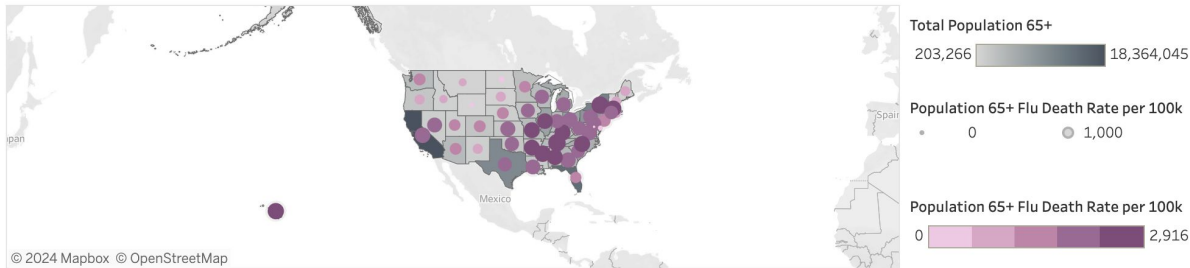 Total Population 65+
203,266 18,364,045
Population 65+ Flu Death Rate per 100k
0 1,000
Population 65+ Flu Death Rate per 100k
0 2,916
pan
Spain
Mexico
© 2024 Mapbox © OpenStreetMap